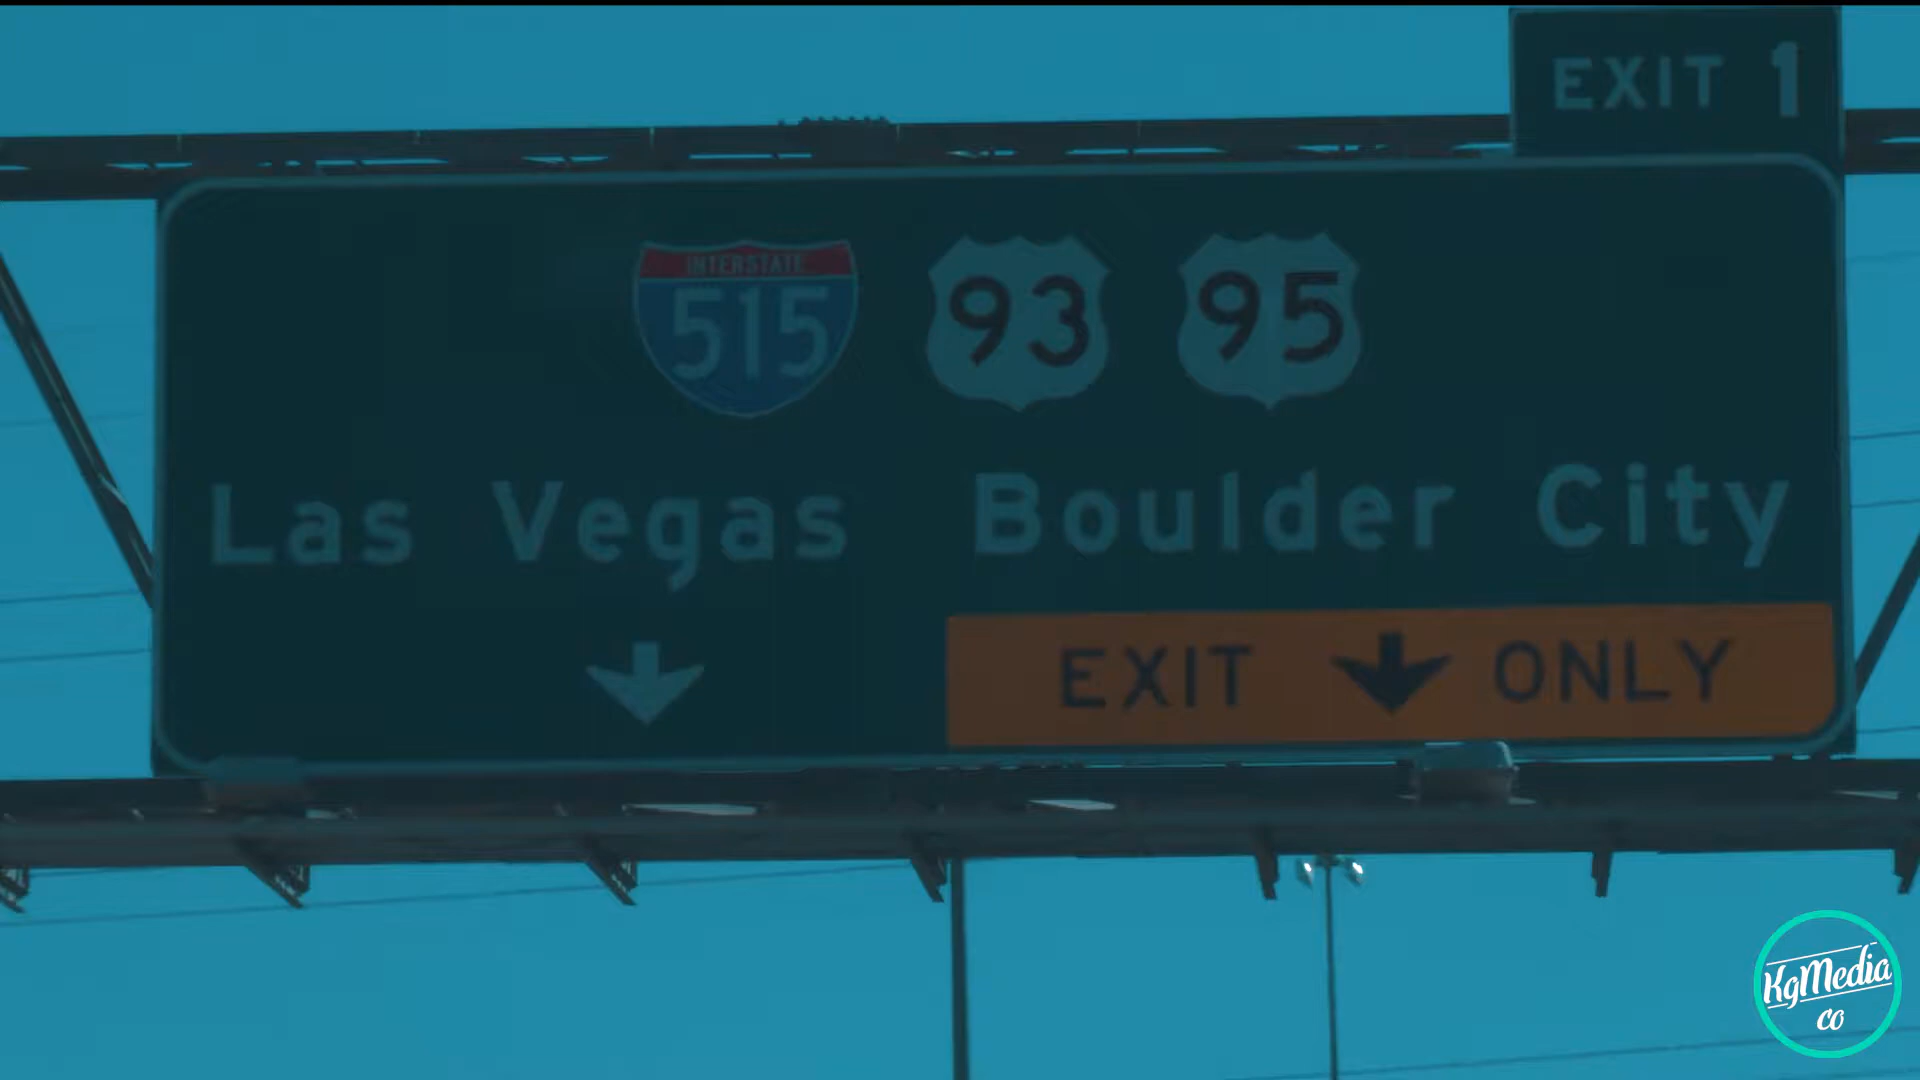 EXIT 1
INTERSTATE
515 93 95
Las Vegas Boulder City
EXIT ONLY
KgMedia
co